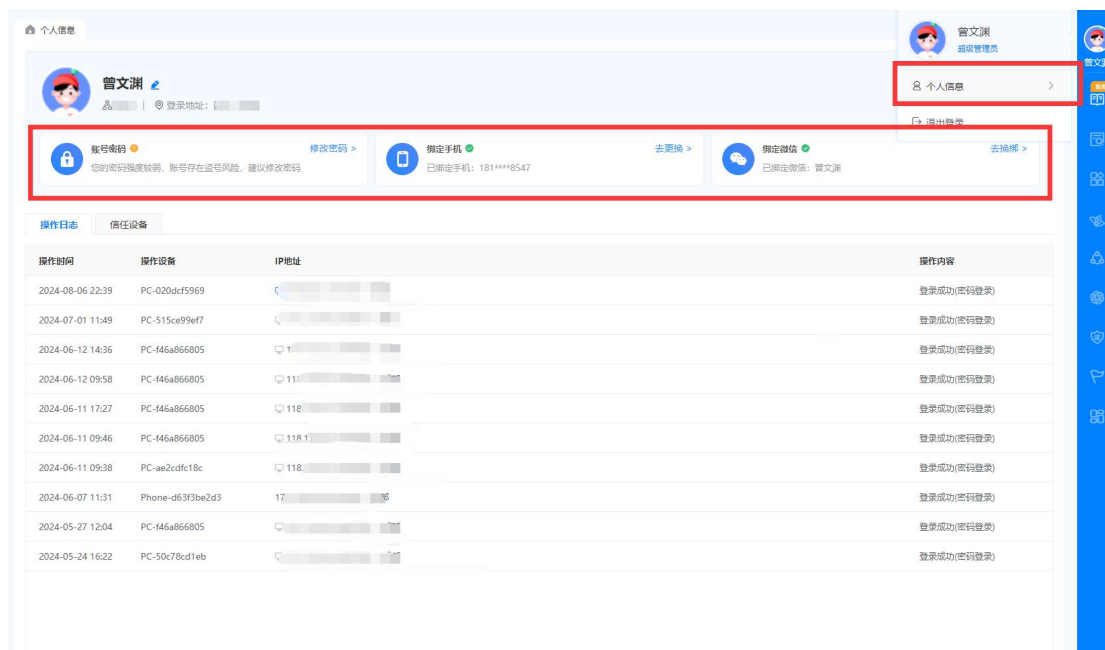 个人信息
曾文渊
超级管理员
个人信息
退出登录
曾文渊
登录地址：
账号密码
修改密码 >
您的密码强度较弱，账号存在盗号风险，建议修改密码
绑定手机
去更换 >
已绑定手机：181****8547
绑定微信
去换绑 >
已绑定微信：曾文渊
操作日志 信任设备
操作时间 操作设备 IP地址 操作内容
2024-08-06 22:39 PC-020dcf5969 登录成功(密码登录)
2024-07-01 11:49 PC-515ce99ef7 登录成功(密码登录)
2024-06-12 14:36 PC-f46a866805 登录成功(密码登录)
2024-06-12 09:58 PC-f46a866805 11 登录成功(密码登录)
2024-06-11 17:27 PC-f46a866805 118 登录成功(密码登录)
2024-06-11 09:46 PC-f46a866805 118.1 登录成功(密码登录)
2024-06-11 09:38 PC-ae2cdfc18c 118. 登录成功(密码登录)
2024-06-07 11:31 Phone-d63f3be2d3 17 登录成功(密码登录)
2024-05-27 12:04 PC-f46a866805 登录成功(密码登录)
2024-05-24 16:22 PC-50c78cd1eb 登录成功(密码登录)